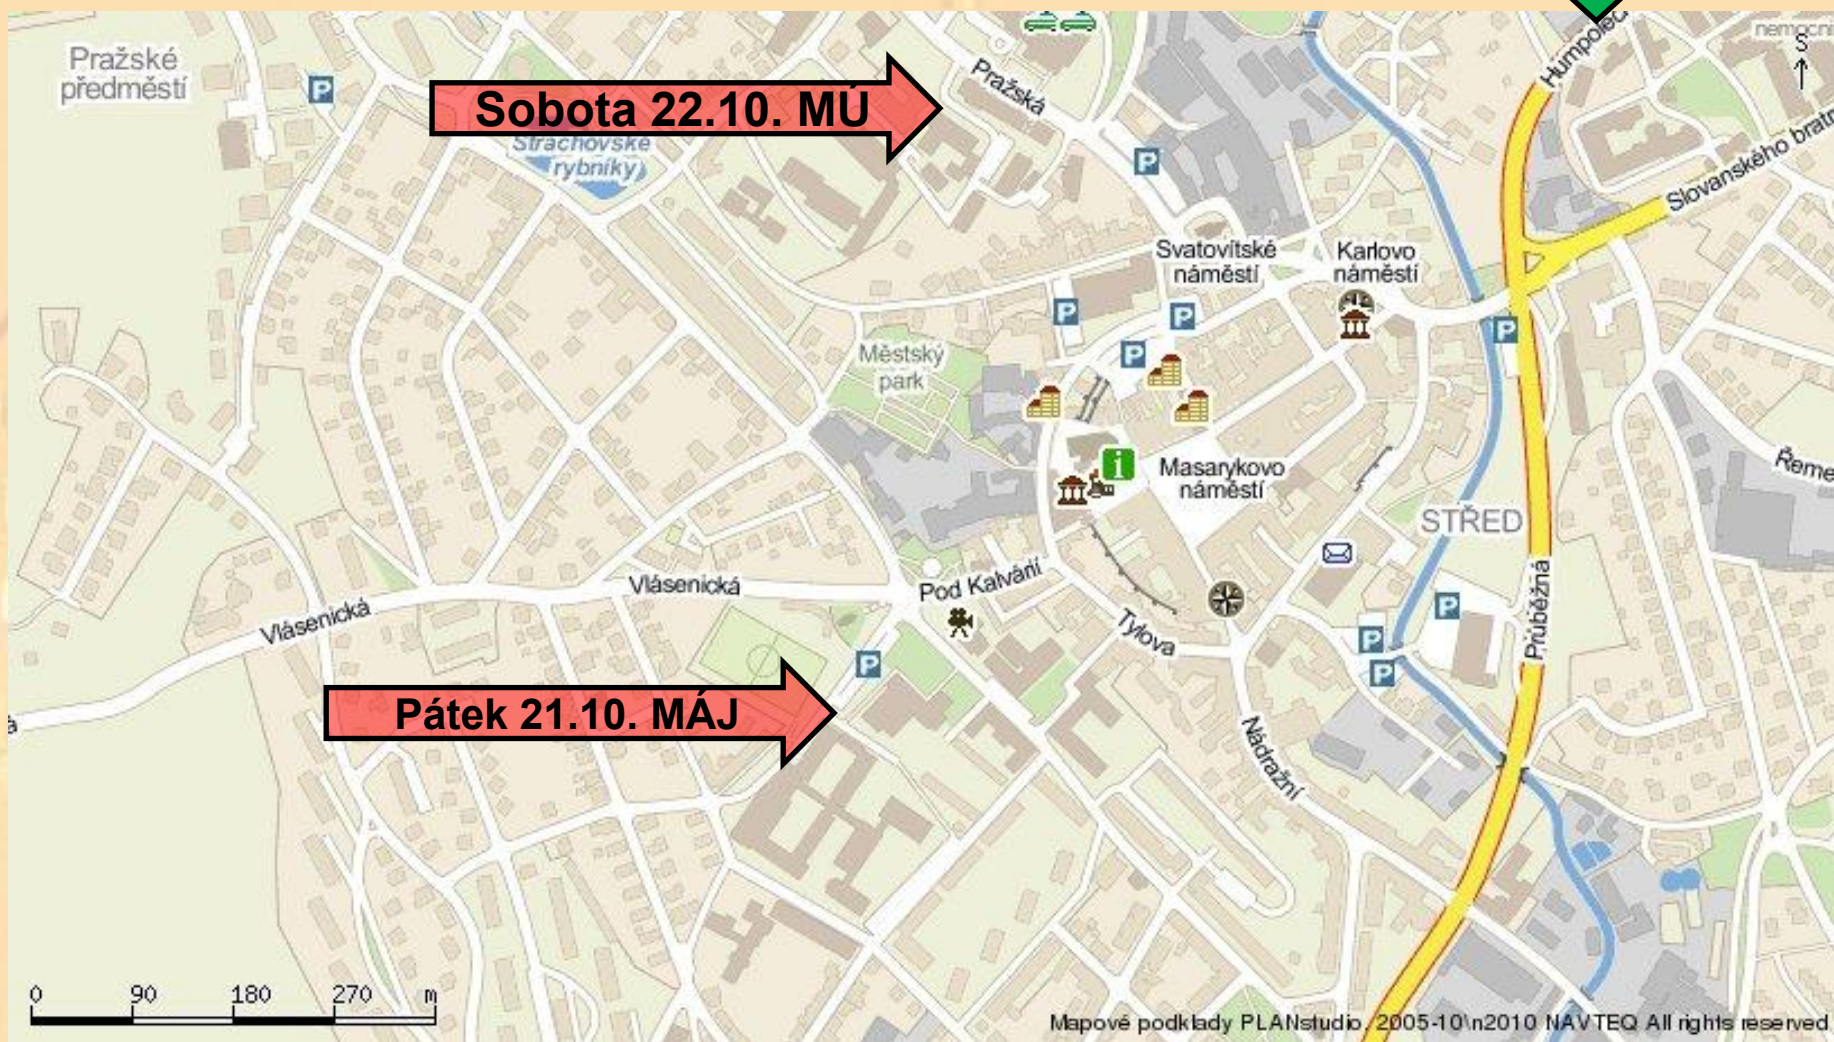 Pražské
předměstí
P
Sobota 22.10. MÚ
Strachovské
rybníky
Pražská
P
Humpolec
nemocni
S
Slovanského bratr
Svatovítské
náměstí
Karlovo
náměstí
P
P
P
P
Městský
park
i
Masarykovo
náměstí
Řeme
STŘED
Vlásenická
Vlásenická
Pod Kalvárií
Tylova
P
P
P
P
Průběžná
Pátek 21.10. MÁJ
Nádražní
0 90 180 270 m
Mapové podklady PLANstudio, 2005-10\n2010 NAVTEQ All rights reserved